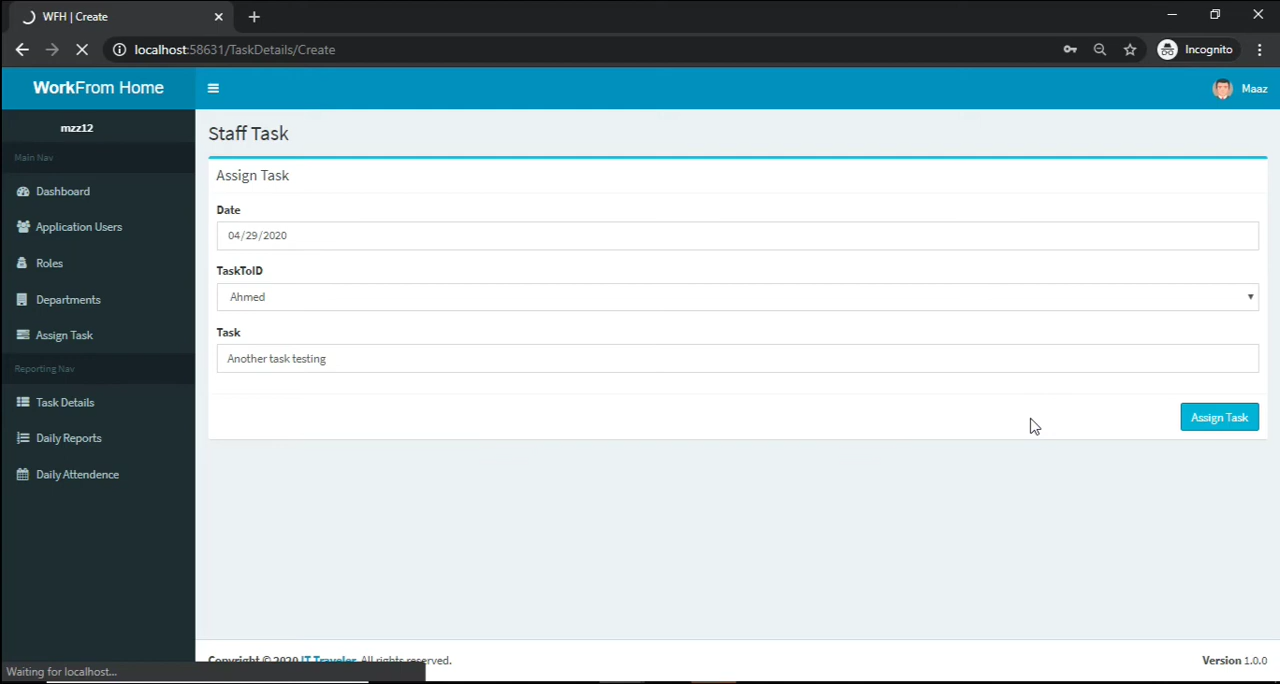 WFH | Create
localhost:58631/TaskDetails/Create
Incognito
WorkFrom Home
Maaz
mzz12
Main Nav
Dashboard
Application Users
Roles
Departments
Assign Task
Reporting Nav
Task Details
Daily Reports
Daily Attendence
Staff Task
Assign Task
Date
04/29/2020
TaskToID
Ahmed
Task
Another task testing
Assign Task
Copyright © 2020 IT Traveler. All rights reserved.
Version 1.0.0
Waiting for localhost...